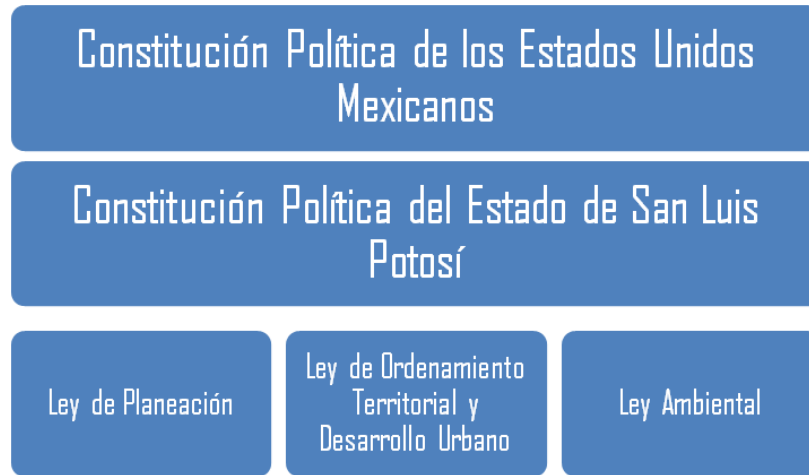 Constitución Política de los Estados Unidos
Mexicanos
Constitución Política del Estado de San Luis
Potosí
Ley de Planeación
Ley de Ordenamiento
Territorial y
Desarrollo Urbano
Ley Ambiental